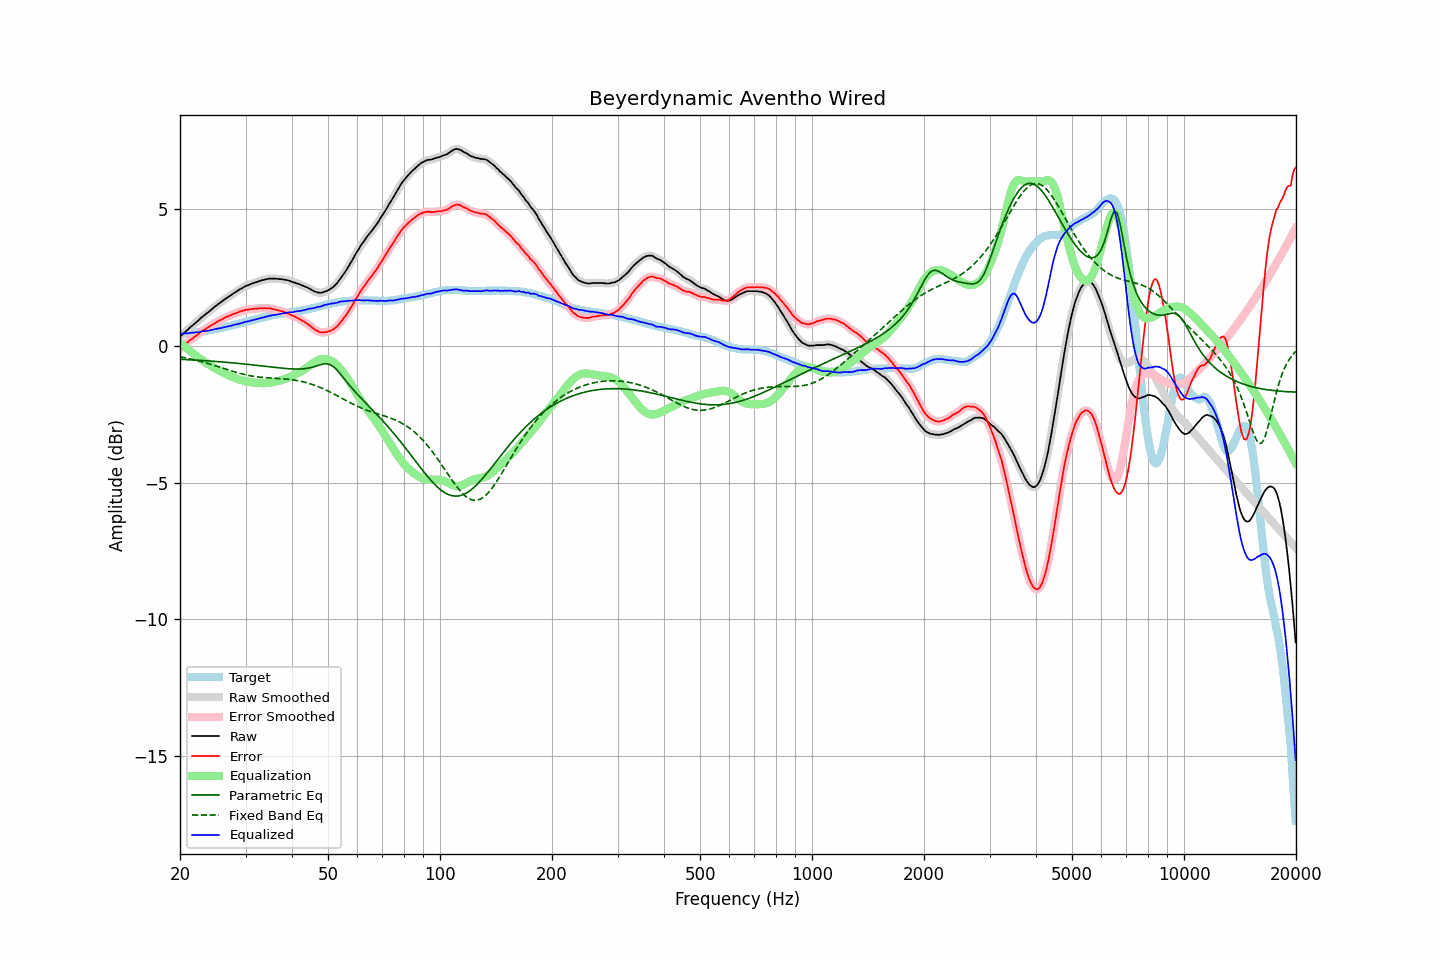 Beyerdynamic Aventho Wired
Amplitude (dBr)
5
0
−5
−10
−15
Target
Raw Smoothed
Error Smoothed
Raw
Error
Equalization
Parametric Eq
Fixed Band Eq
Equalized
20 50 100 200 500 1000 2000 5000 10000 20000
Frequency (Hz)